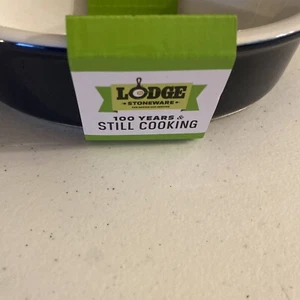 LODGE
STONEWARE
100 YEARS &
STILL COOKING